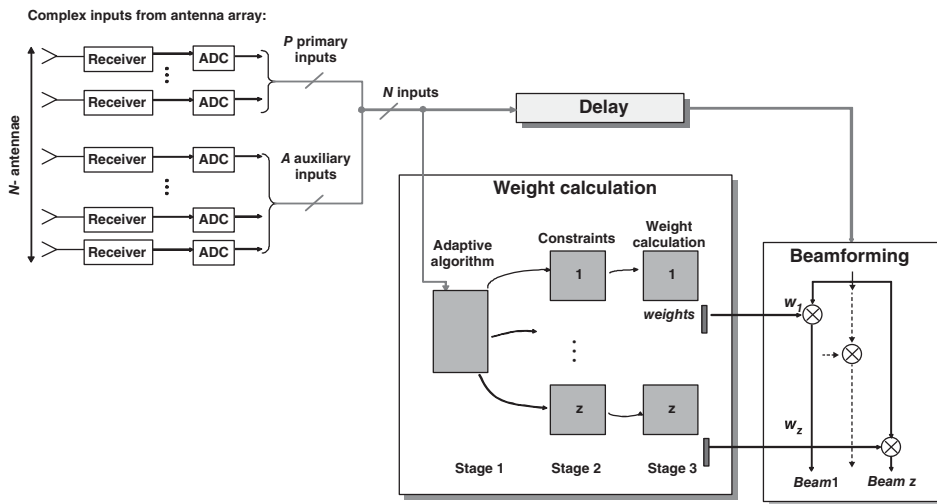 Complex inputs from antenna array:
N- antennae
Receiver
ADC
Receiver
ADC
Receiver
ADC
Receiver
ADC
Receiver
ADC
P primary
inputs
A auxiliary
inputs
N inputs
Delay
Weight calculation
Adaptive
algorithm
Constraints
Weight
calculation
1
1
weights
z
z
Stage 1
Stage 2
Stage 3
Beamforming
w1
wz
Beam1
Beam z